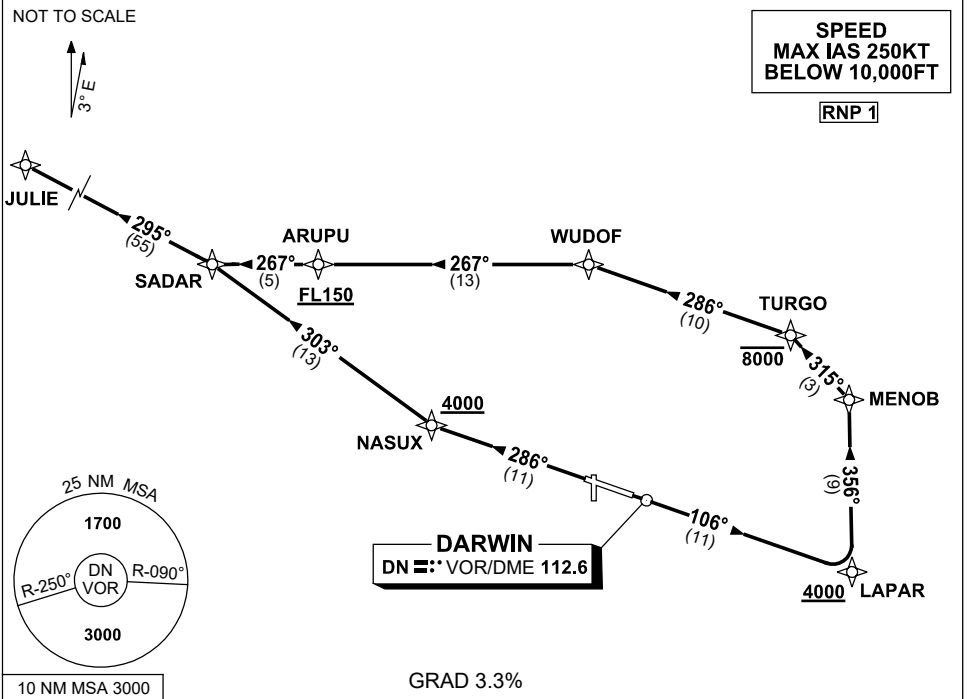 NOT TO SCALE
3° E
SPEED
MAX IAS 250KT
BELOW 10,000FT
RNP 1
JULIE
295°
(55)
SADAR
267°
(5)
ARUPU
FL150
267°
(13)
WUDOF
286°
(10)
TURGO
8000
315°
(3)
MENOB
356°
(9)
303°
(13)
4000
NASUX
286°
(11)
106°
(11)
4000
LAPAR
DARWIN
DN VOR/DME 112.6
25 NM MSA
1700
R-250°
DN
VOR
R-090°
3000
10 NM MSA 3000
GRAD 3.3%